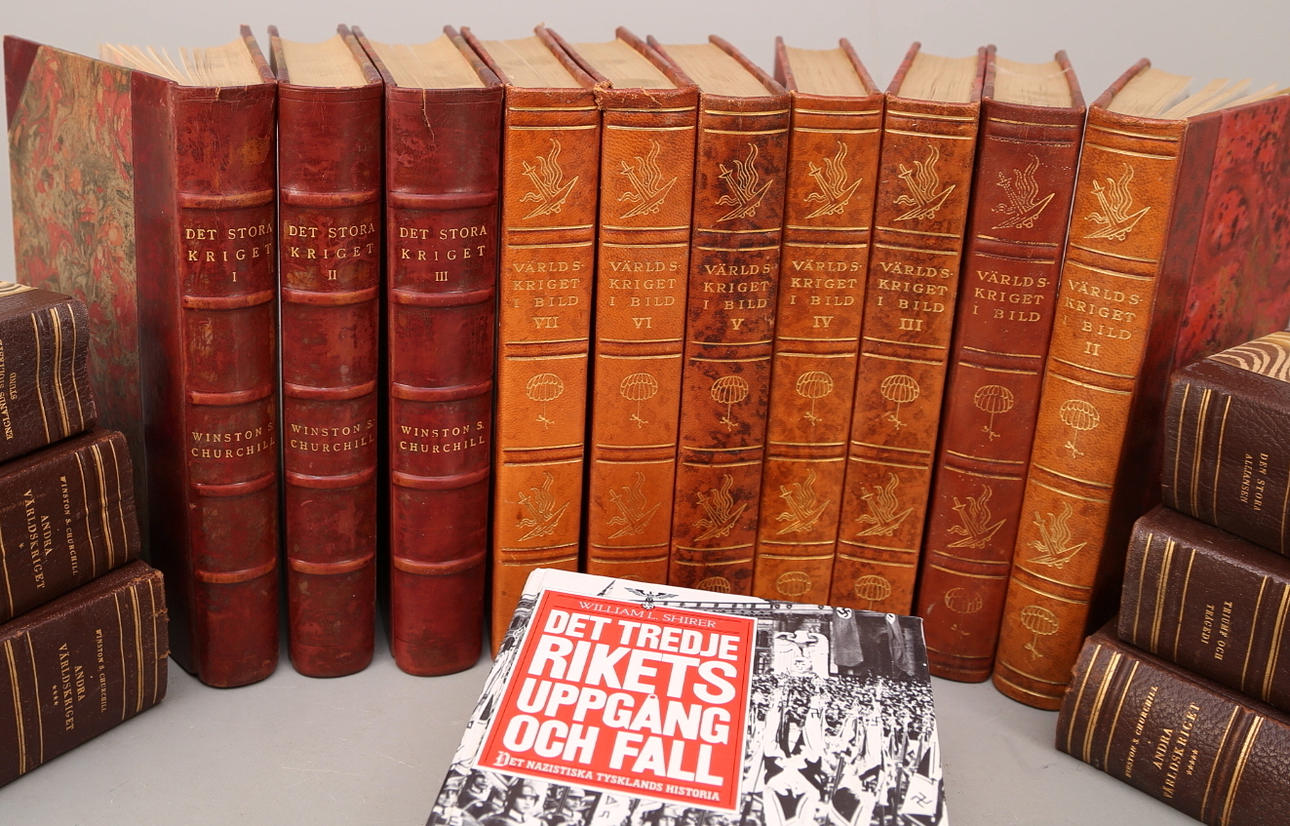 DET STORA
KRIGET
I
WINSTON S.
CHURCHILL
DET STORA
KRIGET
II
WINSTON S.
CHURCHILL
DET STORA
KRIGET
III
WINSTON S.
CHURCHILL
VÄRLDS-
KRIGET
I BILD
VII
VÄRLDS-
KRIGET
I BILD
VI
VÄRLDS-
KRIGET
I BILD
V
VÄRLDS-
KRIGET
I BILD
IV
VÄRLDS-
KRIGET
I BILD
III
VÄRLDS-
KRIGET
I BILD
VÄRLDS-
KRIGET
I BILD
II
STUND
WINSTON S. CHURCHILL
ANDRA
VÄRLDSKRIGET
*
WINSTON S. CHURCHILL
ANDRA
VÄRLDSKRIGET
WILLIAM L. SHIRER
DET TREDJE
RIKETS
UPPGÅNG
OCH FALL
DET NAZISTISKA TYSKLANDS HISTORIA
DEN STORA
ALLIANSEN
TRIUMF OCH
TRAGEDI
WINSTON S. CHURCHILL
ANDRA
VÄRLDSKRIGET